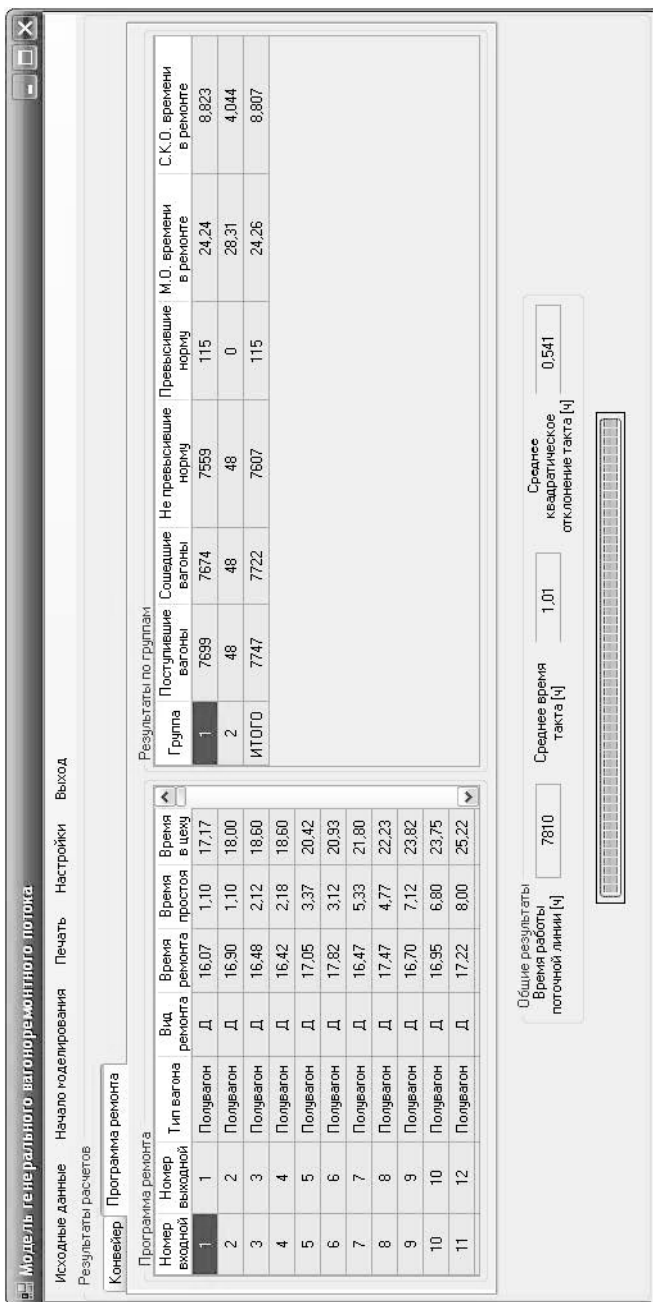 Модель генерального вагоноремонтного потока
Исходные данные Начало моделирования Печать Настройки Выход
Результаты расчетов
Конвейер Программа ремонта
Программа ремонта
Номер входной Номер выходной Тип вагона Вид ремонта Время ремонта Время простоя Время в цеху
1 1 Полувагон Д 16,07 1,10 17,17
2 2 Полувагон Д 16,90 1,10 18,00
3 3 Полувагон Д 16,48 2,12 18,60
4 4 Полувагон Д 16,42 2,18 18,60
5 5 Полувагон Д 17,05 3,37 20,42
6 6 Полувагон Д 17,82 3,12 20,93
7 7 Полувагон Д 16,47 5,33 21,80
8 8 Полувагон Д 17,47 4,77 22,23
9 9 Полувагон Д 16,70 7,12 23,82
10 10 Полувагон Д 16,95 6,80 23,75
11 12 Полувагон Д 17,22 8,00 25,22
Результаты по группам
Группа Поступившие вагоны Сошедшие вагоны Не превысившие норму Превысившие норму М.О. времени в ремонте С.К.О. времени в ремонте
1 7699 7674 7559 115 24,24 8,823
2 48 48 48 0 28,31 4,044
ИТОГО 7747 7722 7607 115 24,26 8,807
Общие результаты
Время работы поточной линии [ч] 7810
Среднее время такта [ч] 1,01
Среднее квадратическое отклонение такта [ч] 0,541